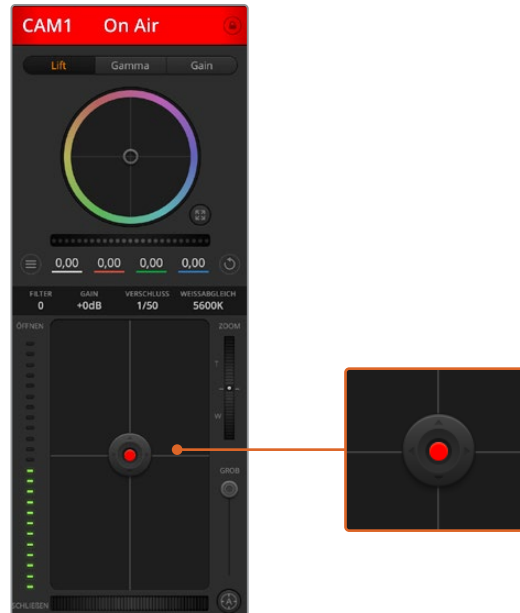 CAM1 On Air
Lift Gamma Gain
0,00 0,00 0,00 0,00
FILTER GAIN VERSCHLUSS WEISSABGLEICH
0 +0dB 1/50 5600K
ÖFFNEN ZOOM
T
W
GROB
SCHLIESSEN A